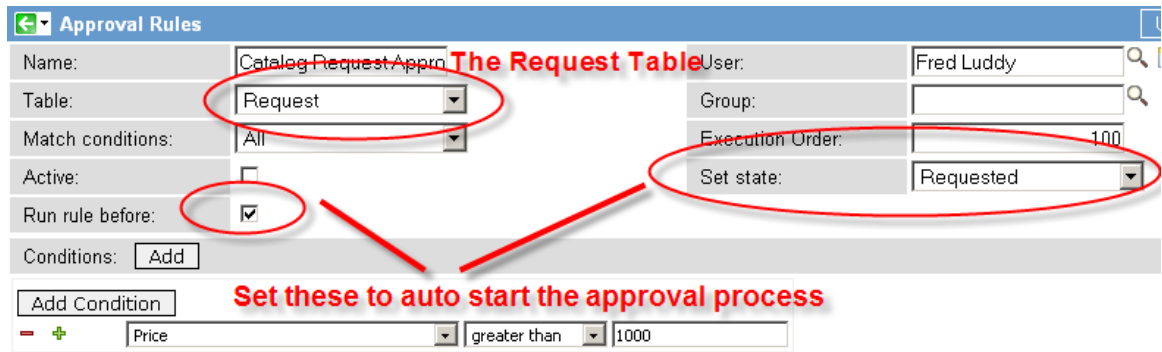 Approval Rules
Name: Catalog Request Appro The Request Table User: Fred Luddy
Table: Request Group:
Match conditions: All Execution Order: 100
Active: Set state: Requested
Run rule before:
Conditions: Add
Add Condition Set these to auto start the approval process
Price greater than 1000